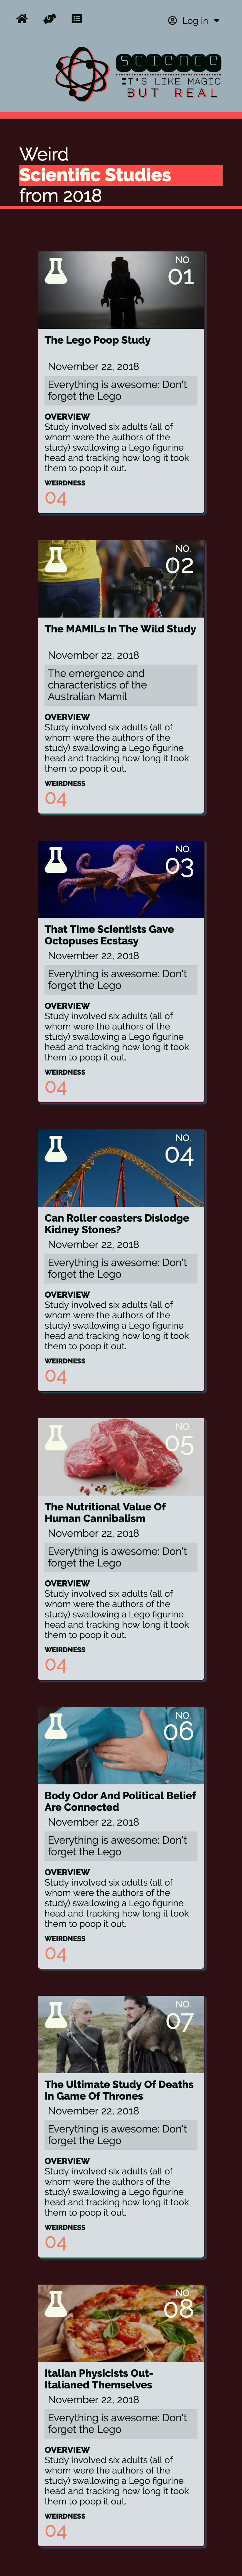 Log In
science
IT'S LIKE MAGIC
BUT REAL
Weird
Scientific Studies
from 2018
NO.
01
The Lego Poop Study
November 22, 2018
Everything is awesome: Don't
forget the Lego
OVERVIEW
Study involved six adults (all of
whom were the authors of the
study) swallowing a Lego figurine
head and tracking how long it took
them to poop it out.
WEIRDNESS
04
NO.
02
The MAMILs In The Wild Study
November 22, 2018
The emergence and
characteristics of the
Australian Mamil
OVERVIEW
Study involved six adults (all of
whom were the authors of the
study) swallowing a Lego figurine
head and tracking how long it took
them to poop it out.
WEIRDNESS
04
NO.
03
That Time Scientists Gave
Octopuses Ecstasy
November 22, 2018
Everything is awesome: Don't
forget the Lego
OVERVIEW
Study involved six adults (all of
whom were the authors of the
study) swallowing a Lego figurine
head and tracking how long it took
them to poop it out.
WEIRDNESS
04
NO.
04
Can Roller coasters Dislodge
Kidney Stones?
November 22, 2018
Everything is awesome: Don't
forget the Lego
OVERVIEW
Study involved six adults (all of
whom were the authors of the
study) swallowing a Lego figurine
head and tracking how long it took
them to poop it out.
WEIRDNESS
04
NO.
05
The Nutritional Value Of
Human Cannibalism
November 22, 2018
Everything is awesome: Don't
forget the Lego
OVERVIEW
Study involved six adults (all of
whom were the authors of the
study) swallowing a Lego figurine
head and tracking how long it took
them to poop it out.
WEIRDNESS
04
NO.
06
Body Odor And Political Belief
Are Connected
November 22, 2018
Everything is awesome: Don't
forget the Lego
OVERVIEW
Study involved six adults (all of
whom were the authors of the
study) swallowing a Lego figurine
head and tracking how long it took
them to poop it out.
WEIRDNESS
04
NO.
07
The Ultimate Study Of Deaths
In Game Of Thrones
November 22, 2018
Everything is awesome: Don't
forget the Lego
OVERVIEW
Study involved six adults (all of
whom were the authors of the
study) swallowing a Lego figurine
head and tracking how long it took
them to poop it out.
WEIRDNESS
04
NO.
08
Italian Physicists Out-
Italianed Themselves
November 22, 2018
Everything is awesome: Don't
forget the Lego
OVERVIEW
Study involved six adults (all of
whom were the authors of the
study) swallowing a Lego figurine
head and tracking how long it took
them to poop it out.
WEIRDNESS
04